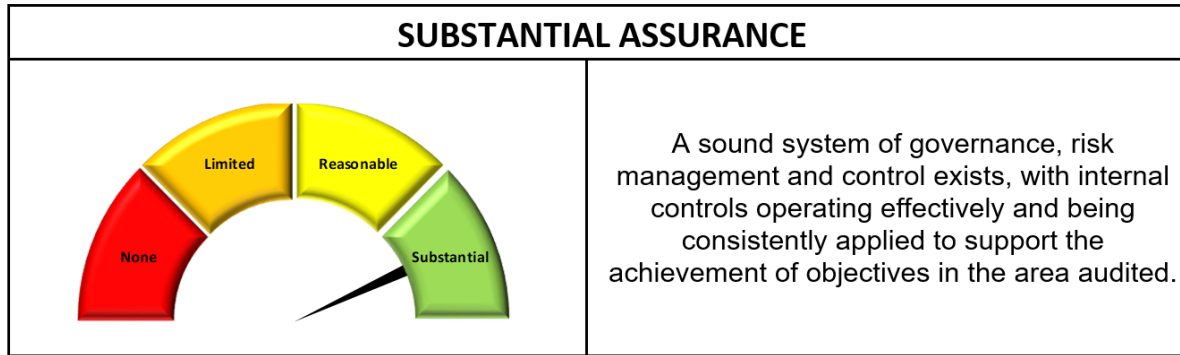 SUBSTANTIAL ASSURANCE
Limited
Reasonable
None
Substantial
A sound system of governance, risk
management and control exists, with internal
controls operating effectively and being
consistently applied to support the
achievement of objectives in the area audited.